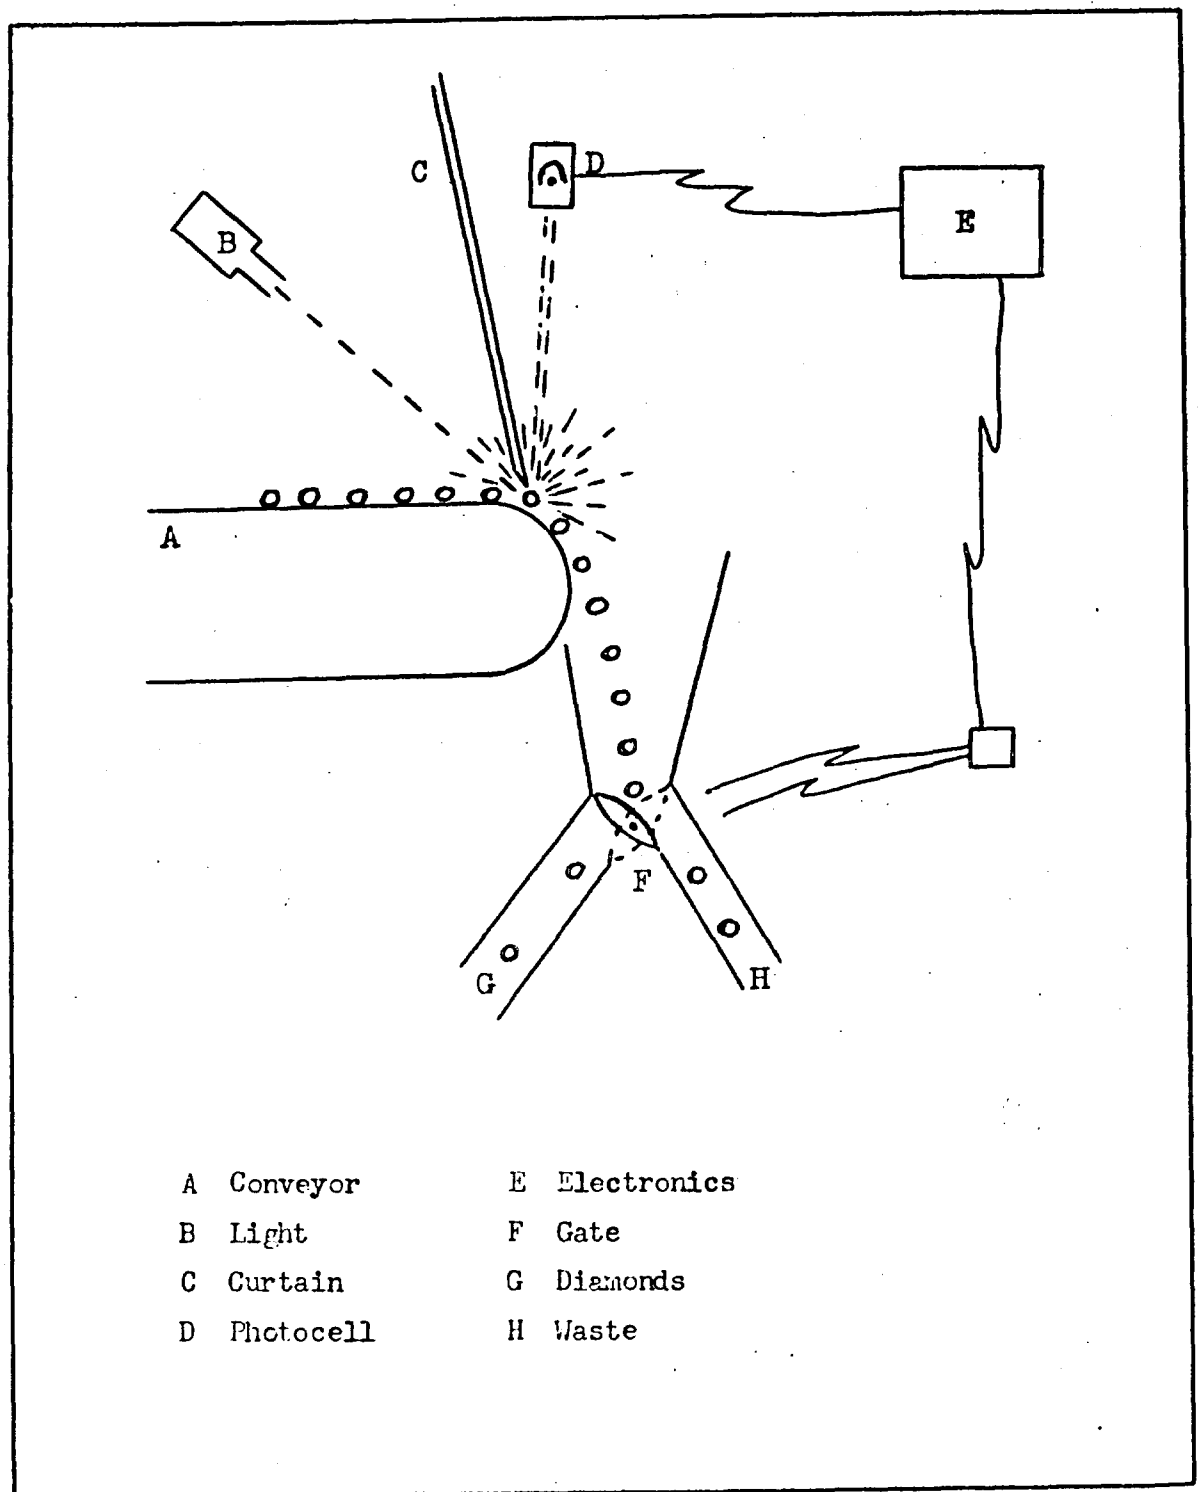 C
D
E
B
A
F
G
H
A Conveyor E Electronics
B Light F Gate
C Curtain G Diamonds
D Photocell H Waste